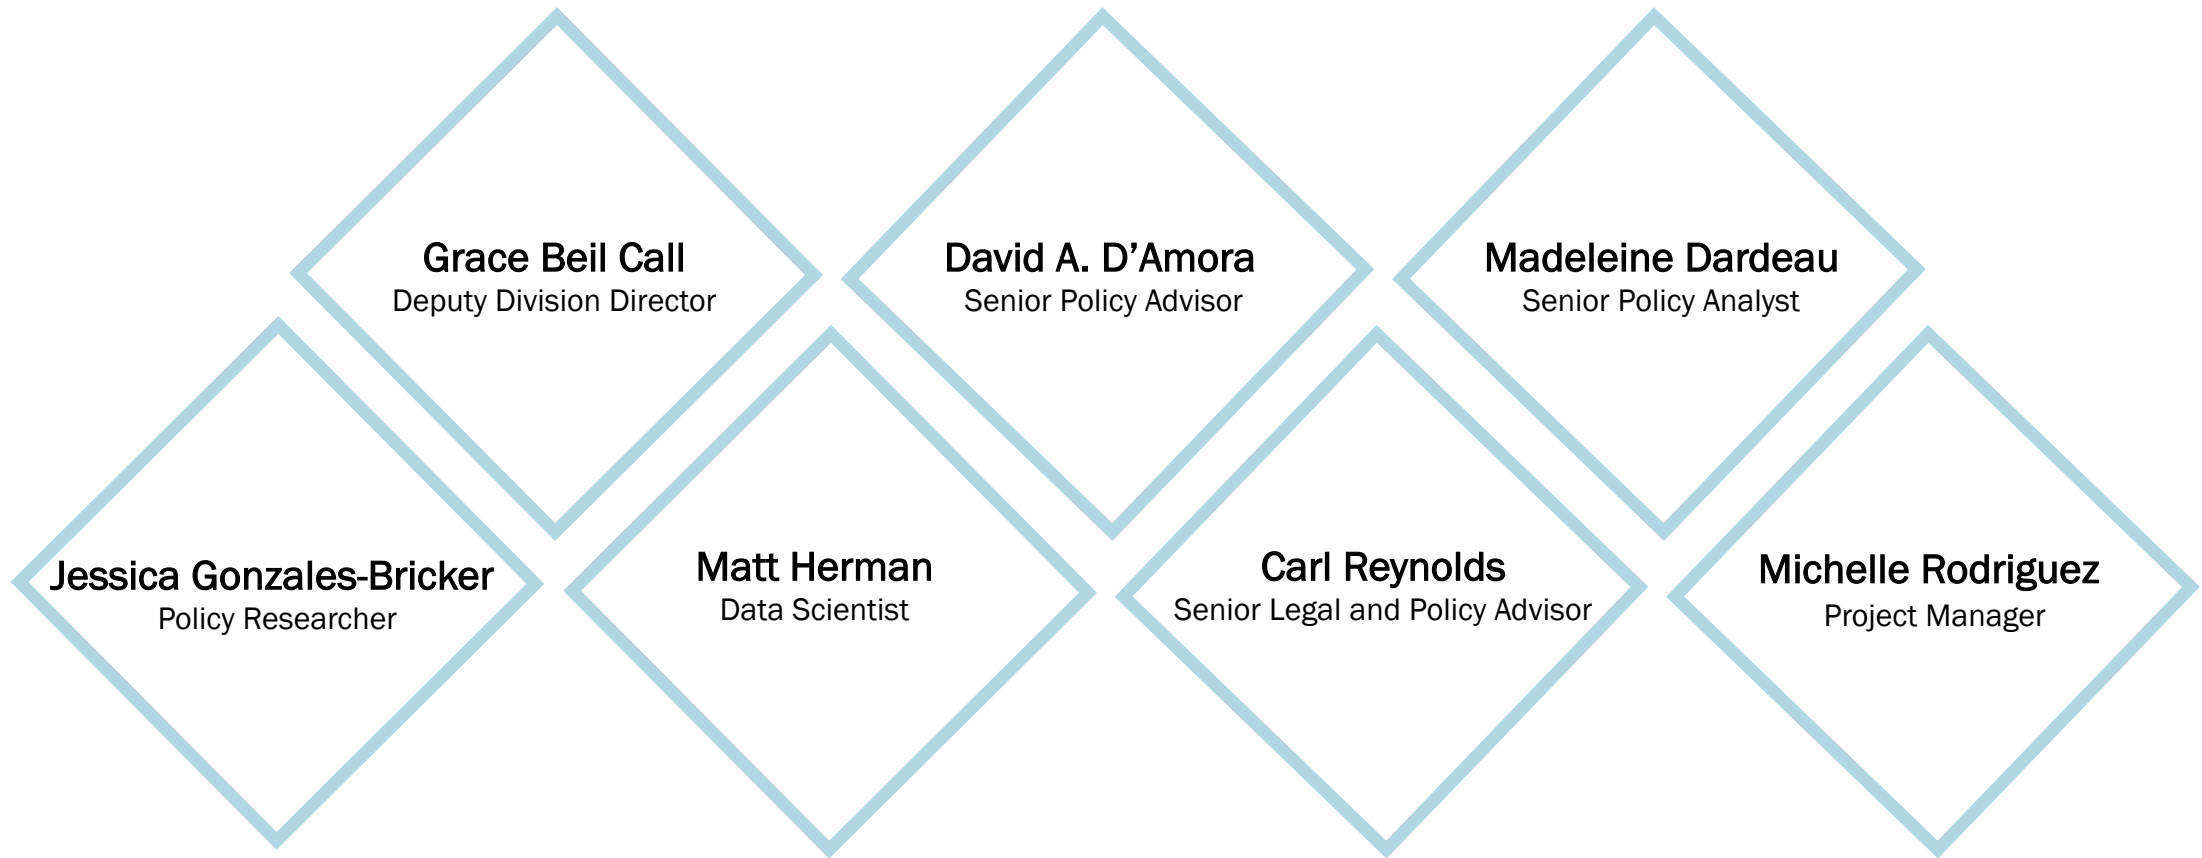 Grace Beil Call
Deputy Division Director
David A. D’Amora
Senior Policy Advisor
Madeleine Dardeau
Senior Policy Analyst
Jessica Gonzales-Bricker
Policy Researcher
Matt Herman
Data Scientist
Carl Reynolds
Senior Legal and Policy Advisor
Michelle Rodriguez
Project Manager